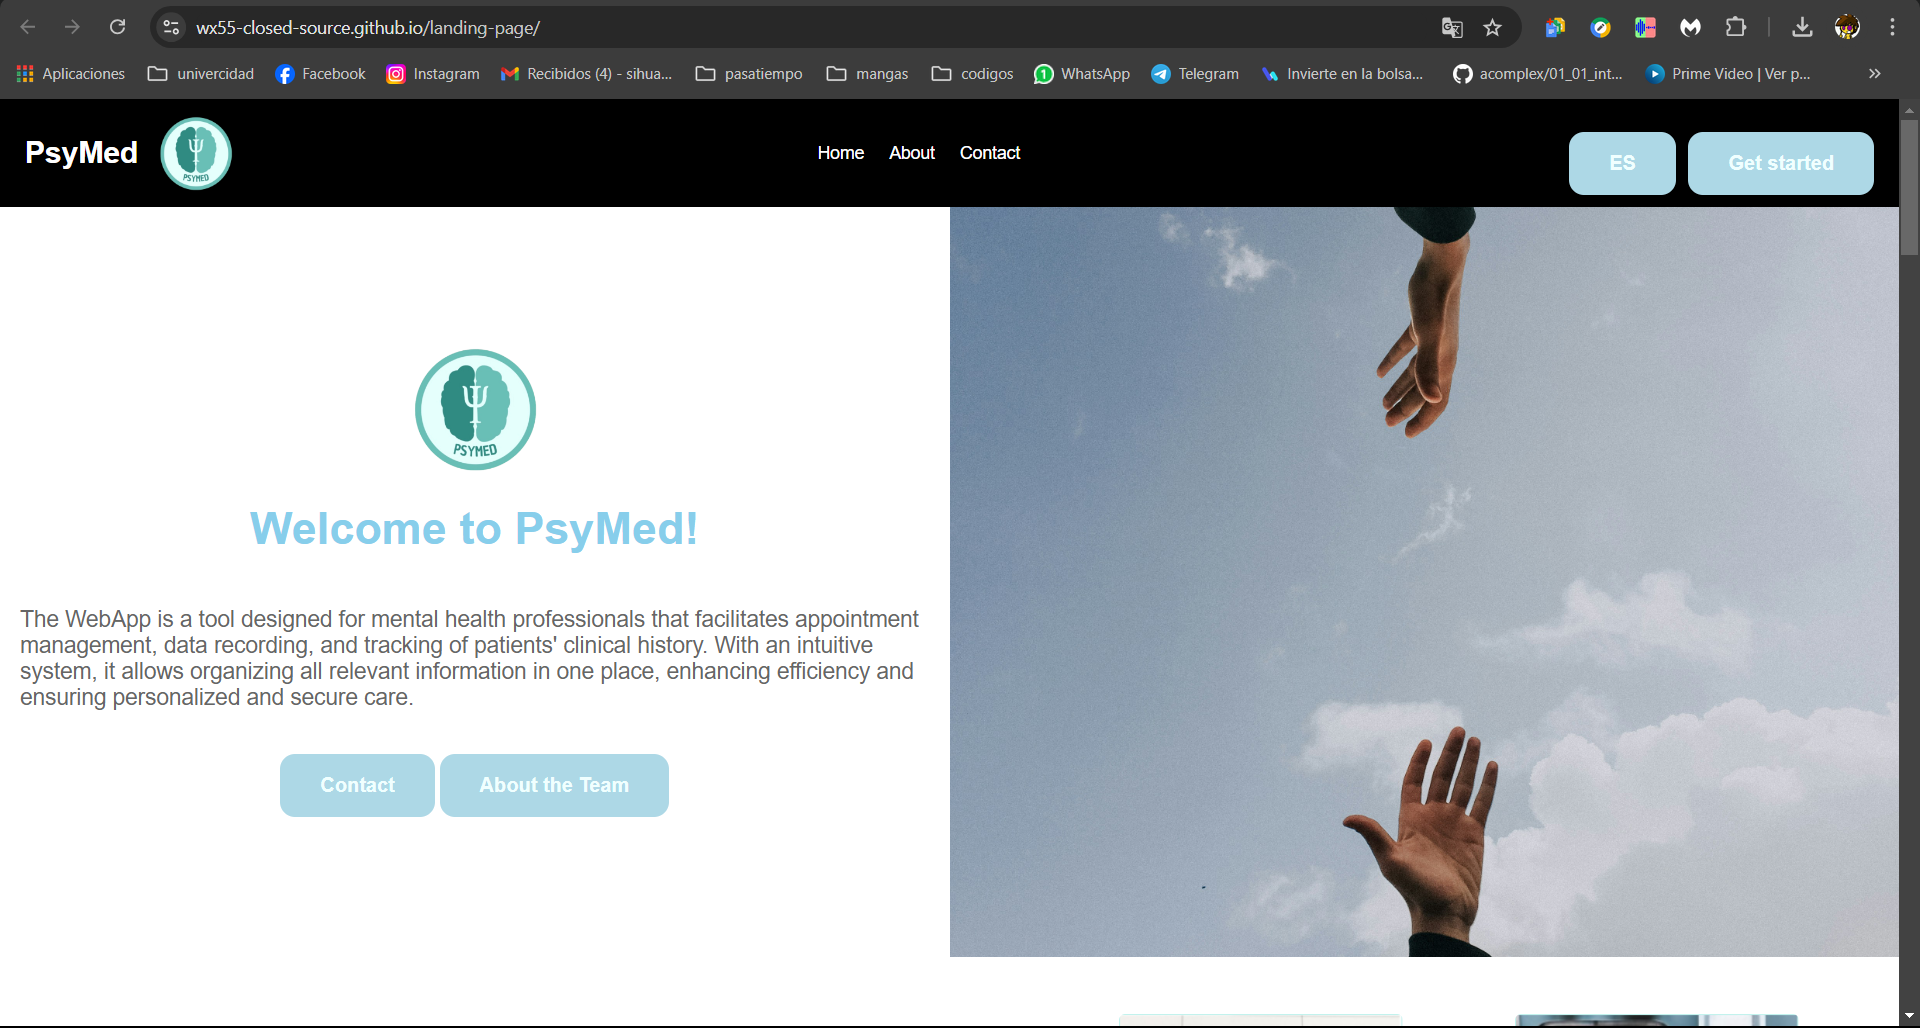 wx55-closed-source.github.io/landing-page/
Aplicaciones univercidad Facebook Instagram Recibidos (4) - sihua... pasatiempo mangas codigos WhatsApp Telegram Invierte en la bolsa... acomplex/01_01_int... Prime Video | Ver p...
PsyMed PSYMED Home About Contact ES Get started
PSYMED
Welcome to PsyMed!
The WebApp is a tool designed for mental health professionals that facilitates appointment
management, data recording, and tracking of patients' clinical history. With an intuitive
system, it allows organizing all relevant information in one place, enhancing efficiency and
ensuring personalized and secure care.
Contact About the Team